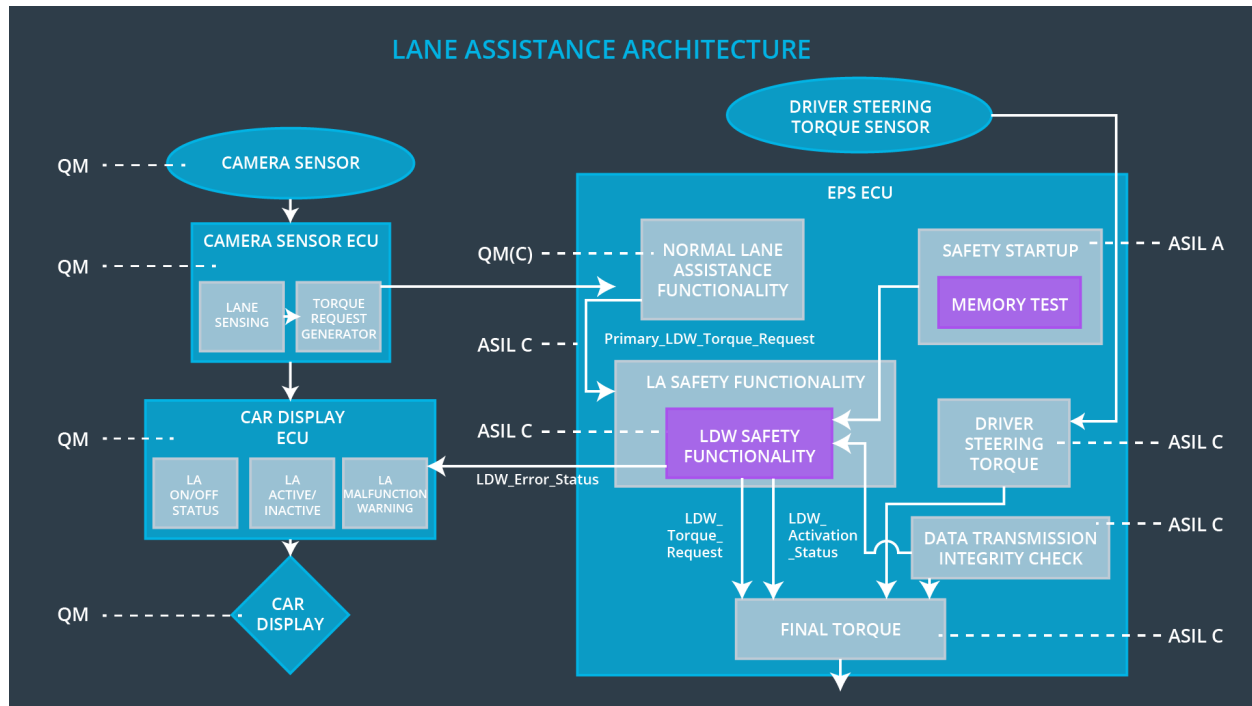 LANE ASSISTANCE ARCHITECTURE
QM
CAMERA SENSOR
QM
CAMERA SENSOR ECU
LANE
SENSING
TORQUE
REQUEST
GENERATOR
QM
CAR DISPLAY
ECU
LA
ON/OFF
STATUS
LA
ACTIVE/
INACTIVE
LA
MALFUNCTION
WARNING
QM
CAR
DISPLAY
DRIVER STEERING
TORQUE SENSOR
EPS ECU
QM(C)
NORMAL LANE
ASSISTANCE
FUNCTIONALITY
SAFETY STARTUP
MEMORY TEST
ASIL A
ASIL C
Primary_LDW_Torque_Request
LA SAFETY FUNCTIONALITY
ASIL C
LDW SAFETY
FUNCTIONALITY
LDW_Error_Status
DRIVER
STEERING
TORQUE
ASIL C
LDW_
Torque_
Request
LDW_
Activation
_Status
DATA TRANSMISSION
INTEGRITY CHECK
ASIL C
FINAL TORQUE
ASIL C